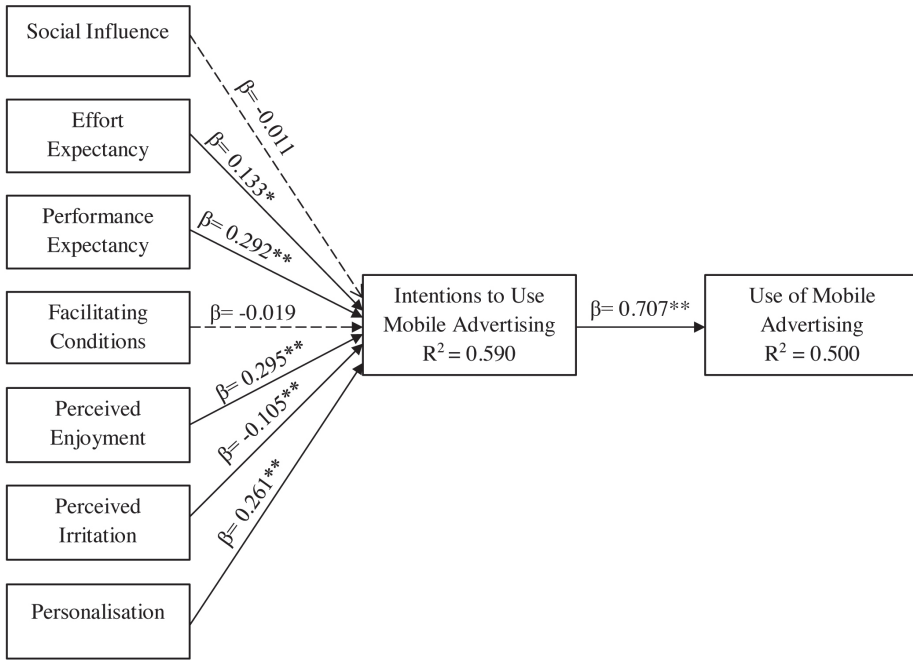 Social Influence
β= -0.011
Effort
Expectancy
β= 0.133*
Performance
Expectancy
β= 0.292**
Facilitating
Conditions
β= -0.019
Perceived
Enjoyment
β= 0.295**
Perceived
Irritation
β= -0.105**
Personalisation
β= 0.261**
Intentions to Use
Mobile Advertising
R² = 0.590
β= 0.707**
Use of Mobile
Advertising
R² = 0.500